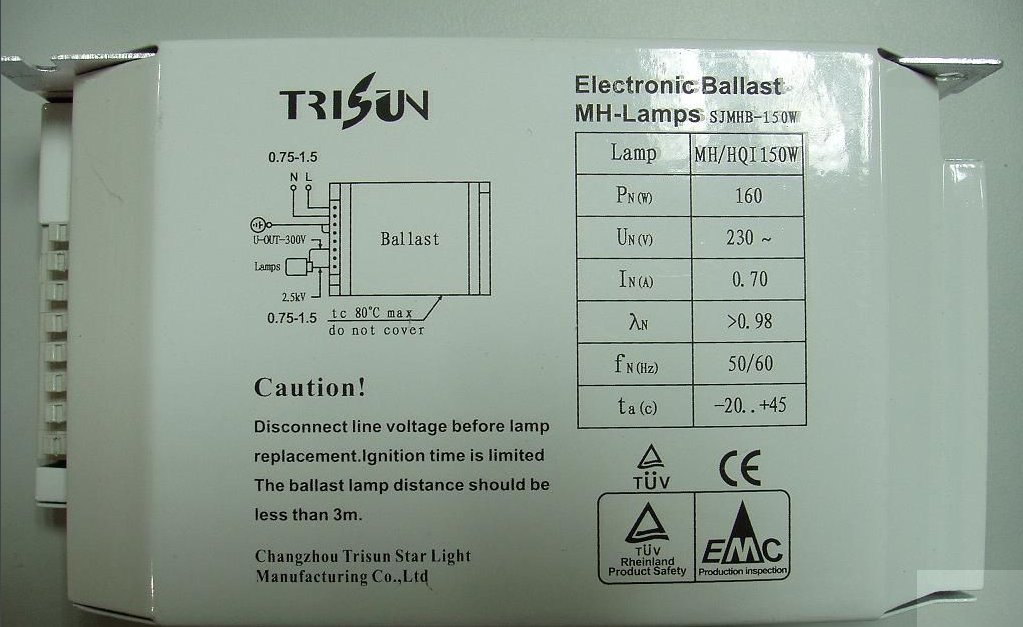 TRISUN
Electronic Ballast
MH-Lamps SJMHB-150W
0.75-1.5
N L
U-OUT-300V
Lamps
2.5kV
0.75-1.5
Ballast
tc 80°C max
do not cover
Lamp MH/HQI150W
PN(W) 160
UN(V) 230 ~
IN(A) 0.70
λN >0.98
fN(Hz) 50/60
ta(c) -20..+45
Caution!
Disconnect line voltage before lamp
replacement.Ignition time is limited
The ballast lamp distance should be
less than 3m.
Changzhou Trisun Star Light
Manufacturing Co.,Ltd
TÜV
CE
TÜV
Rheinland
Product Safety
EMC
Production inspection